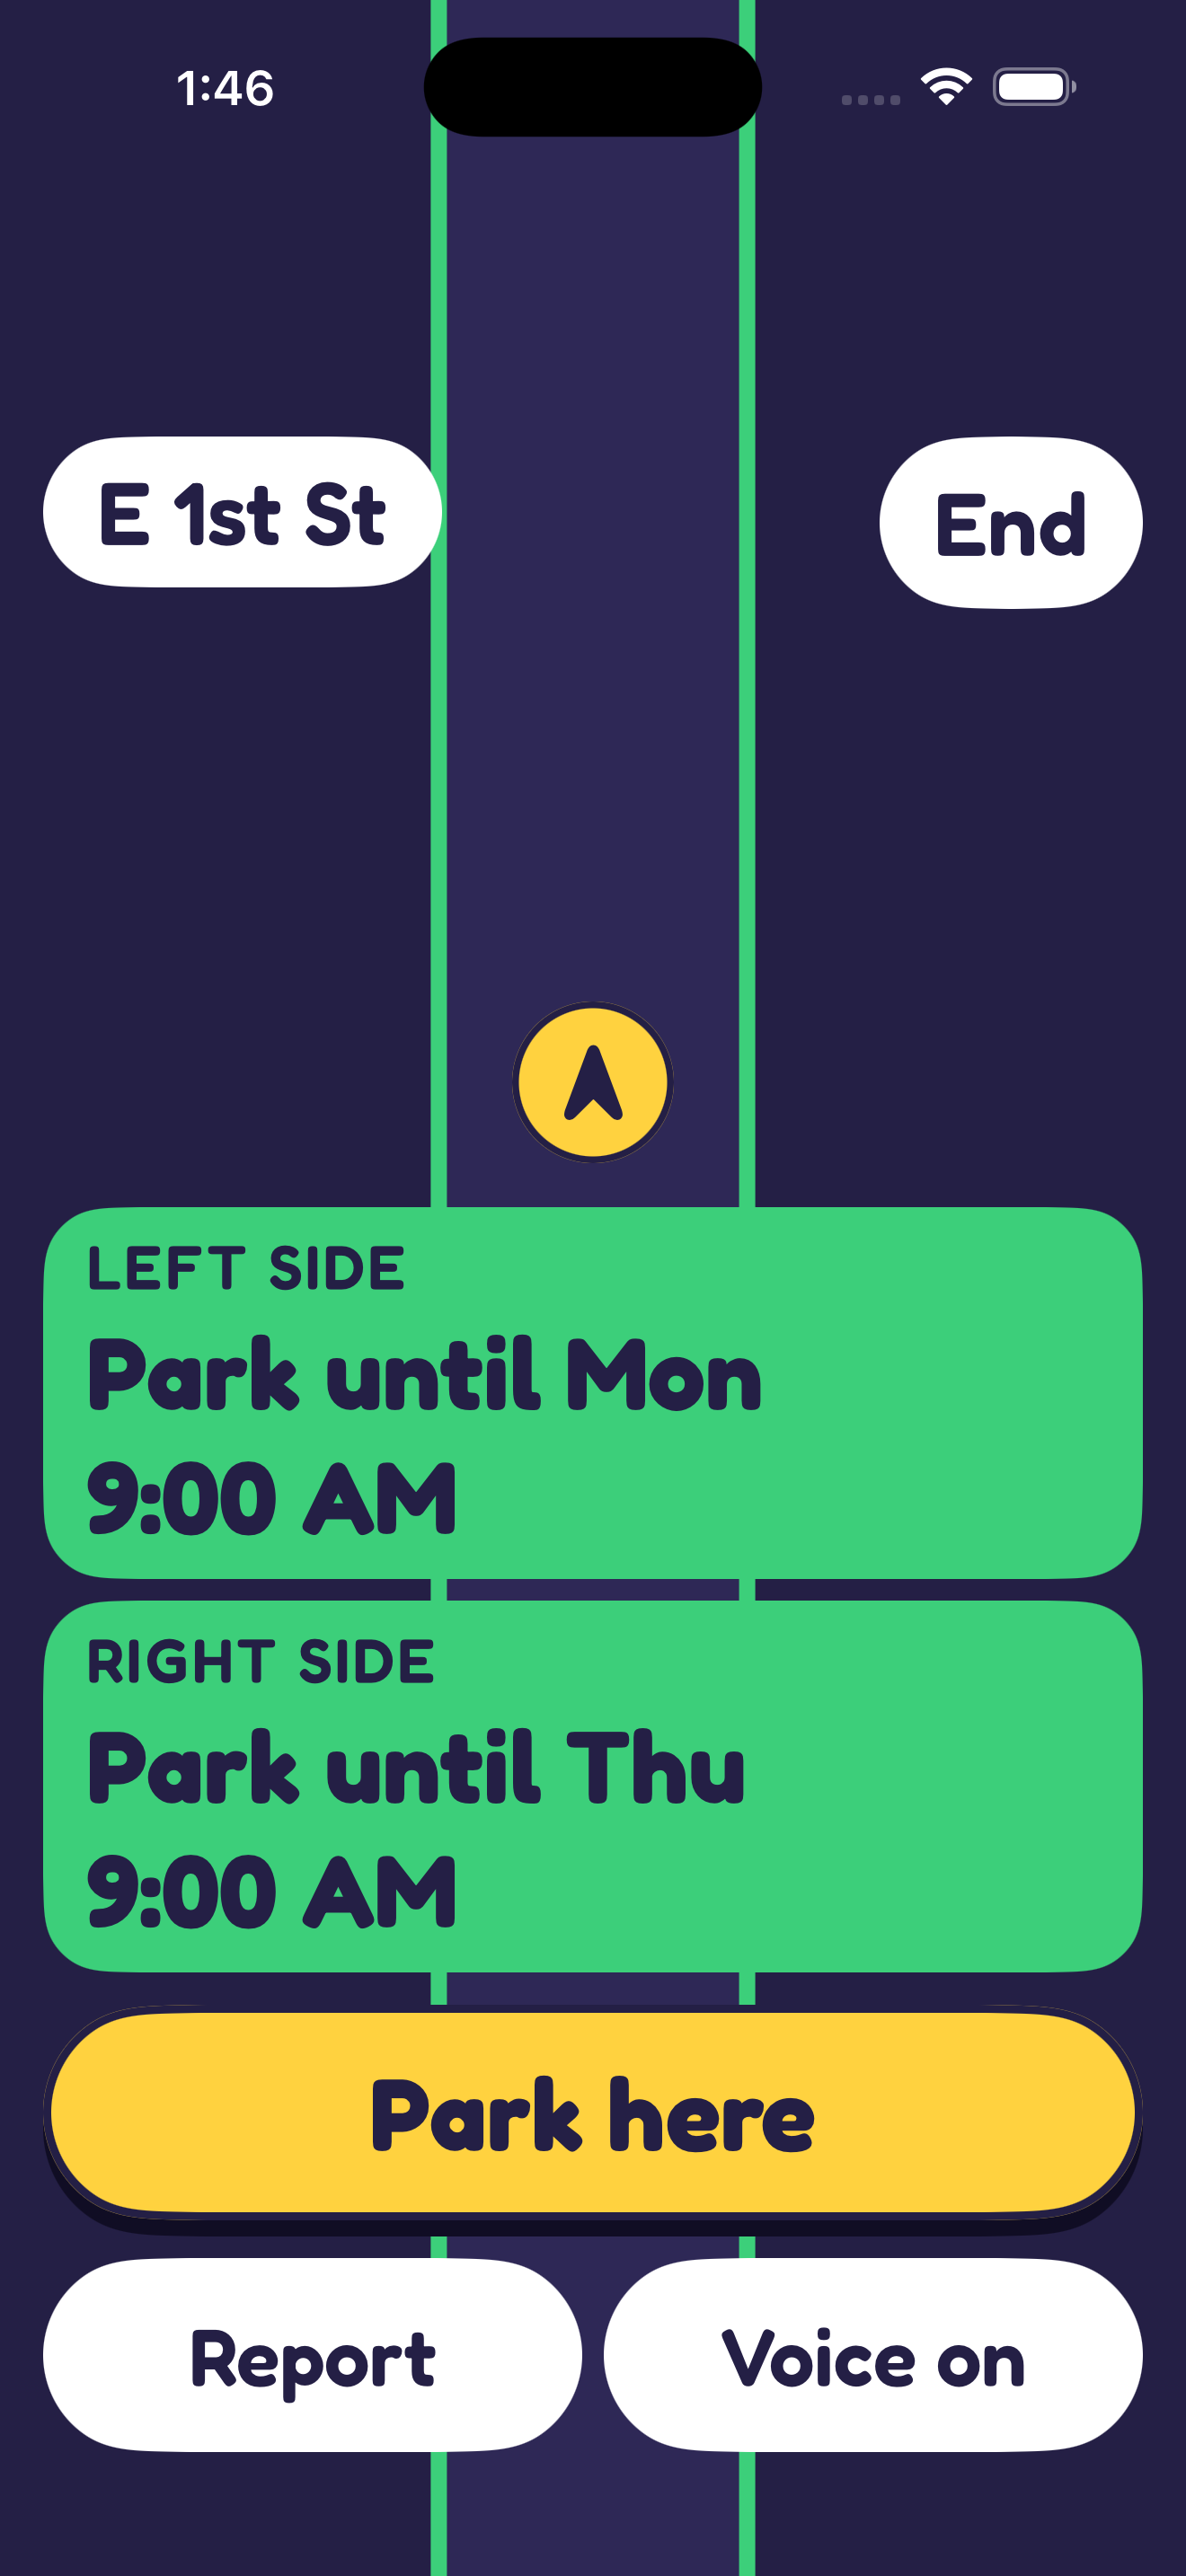 1:46
E 1st St
End
LEFT SIDE
Park until Mon
9:00 AM
RIGHT SIDE
Park until Thu
9:00 AM
Park here
Report
Voice on